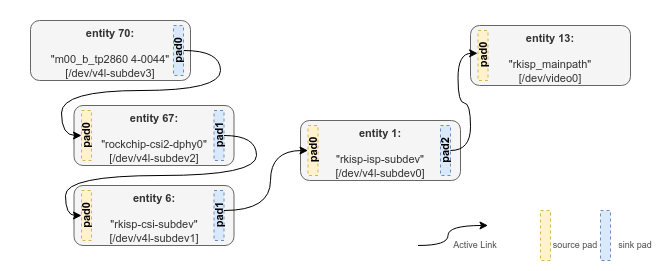 entity 70:
pad0
"m00_b_tp2860 4-0044"
[/dev/v4l-subdev3]
entity 67:
pad0
pad1
"rockchip-csi2-dphy0"
[/dev/v4l-subdev2]
entity 6:
pad0
pad1
"rkisp-csi-subdev"
[/dev/v4l-subdev1]
entity 1:
pad0
pad2
"rkisp-isp-subdev"
[/dev/v4l-subdev0]
entity 13:
pad0
"rkisp_mainpath"
[/dev/video0]
Active Link
source pad
sink pad